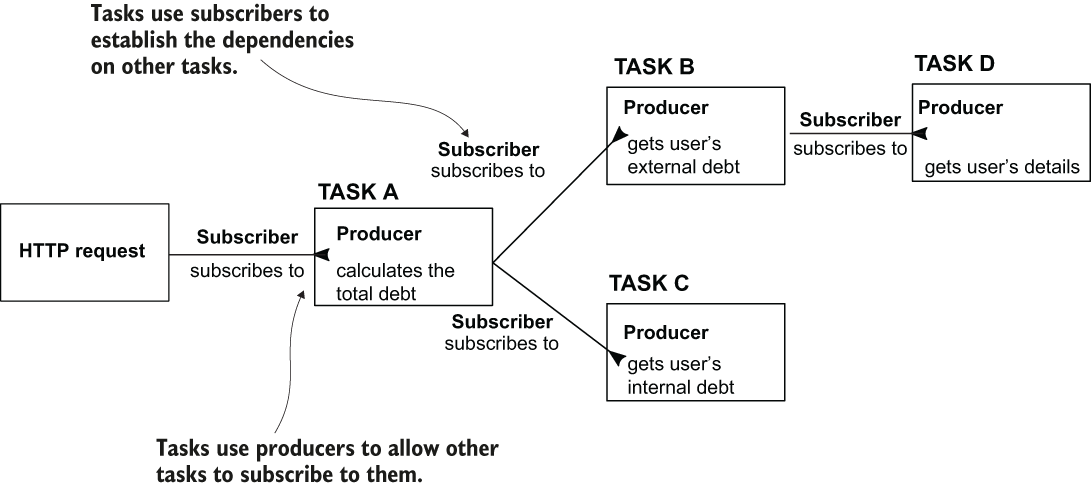 Tasks use subscribers to
establish the dependencies
on other tasks.
Subscriber
subscribes to
TASK B
Producer
gets user's
external debt
Subscriber
subscribes to
TASK D
Producer
gets user's details
HTTP request
Subscriber
subscribes to
TASK A
Producer
calculates the
total debt
Subscriber
subscribes to
TASK C
Producer
gets user's
internal debt
Tasks use producers to allow other
tasks to subscribe to them.